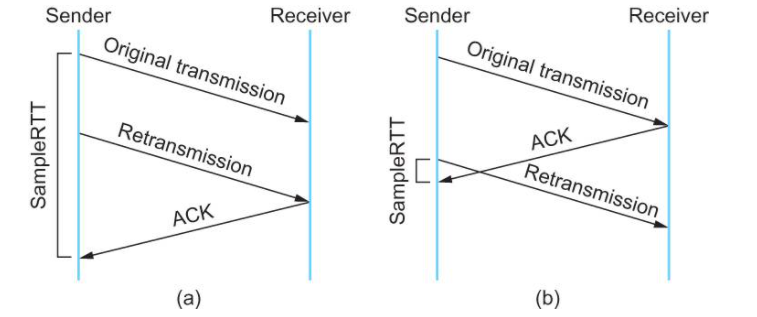 Sender
Receiver
Original transmission
Retransmission
ACK
SampleRTT
(a)
Sender
Receiver
Original transmission
ACK
Retransmission
SampleRTT
(b)